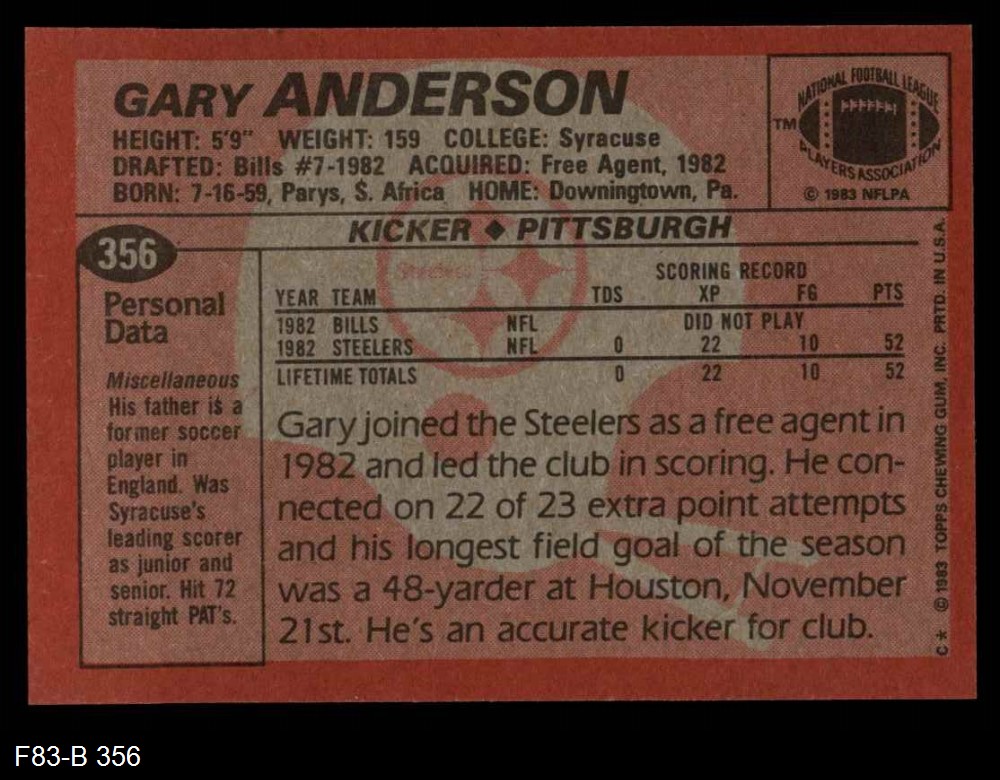 GARY ANDERSON
HEIGHT: 5'9" WEIGHT: 159 COLLEGE: Syracuse
DRAFTED: Bills #7-1982 ACQUIRED: Free Agent, 1982
BORN: 7-16-59, Parys, S. Africa HOME: Downingtown, Pa.
NATIONAL FOOTBALL LEAGUE
TM
PLAYERS ASSOCIATION
© 1983 NFLPA
KICKER ♦ PITTSBURGH
356
Steelers
Personal
Data
Miscellaneous
His father is a
former soccer
player in
England. Was
Syracuse's
leading scorer
as junior and
senior. Hit 72
straight PAT's.
SCORING RECORD
YEAR TEAM TDS XP FG PTS
1982 BILLS NFL DID NOT PLAY
1982 STEELERS NFL 0 22 10 52
LIFETIME TOTALS 0 22 10 52
Gary joined the Steelers as a free agent in
1982 and led the club in scoring. He con-
nected on 22 of 23 extra point attempts
and his longest field goal of the season
was a 48-yarder at Houston, November
21st. He's an accurate kicker for club.
C* © 1983 TOPPS CHEWING GUM, INC. PRTD. IN U.S.A.
F83-B 356